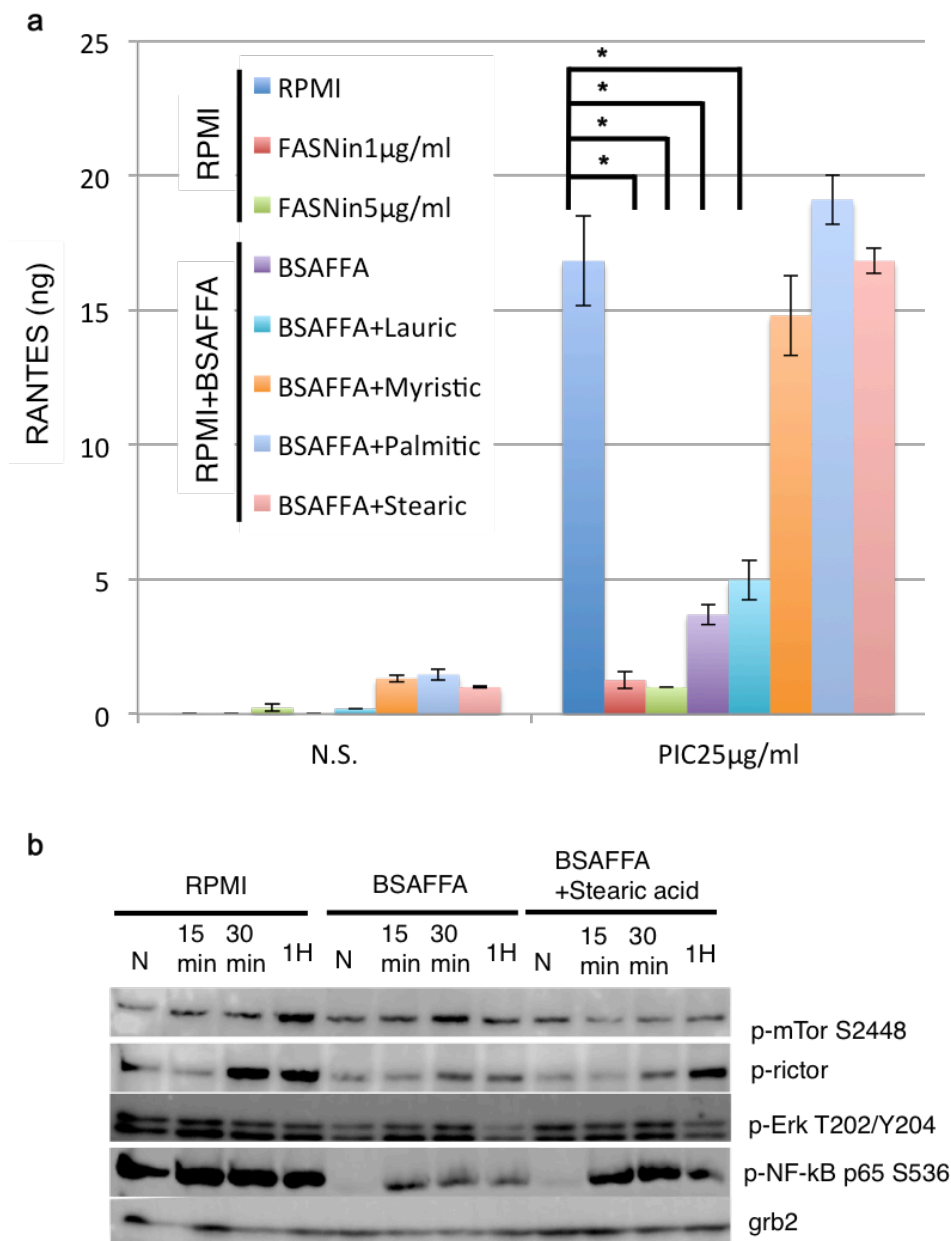 a
25
20
15
10
5
0
RANTES (ng)
RPMI
RPMI
FASNin1µg/ml
FASNin5µg/ml
RPMI+BSAFFA
BSAFFA
BSAFFA+Lauric
BSAFFA+Myristic
BSAFFA+Palmitic
BSAFFA+Stearic
*
*
*
*
N.S.
PIC25µg/ml
b
RPMI
BSAFFA
BSAFFA
+Stearic acid
N 15 min 30 min 1H N 15 min 30 min 1H N 15 min 30 min 1H
p-mTor S2448
p-rictor
p-Erk T202/Y204
p-NF-kB p65 S536
grb2